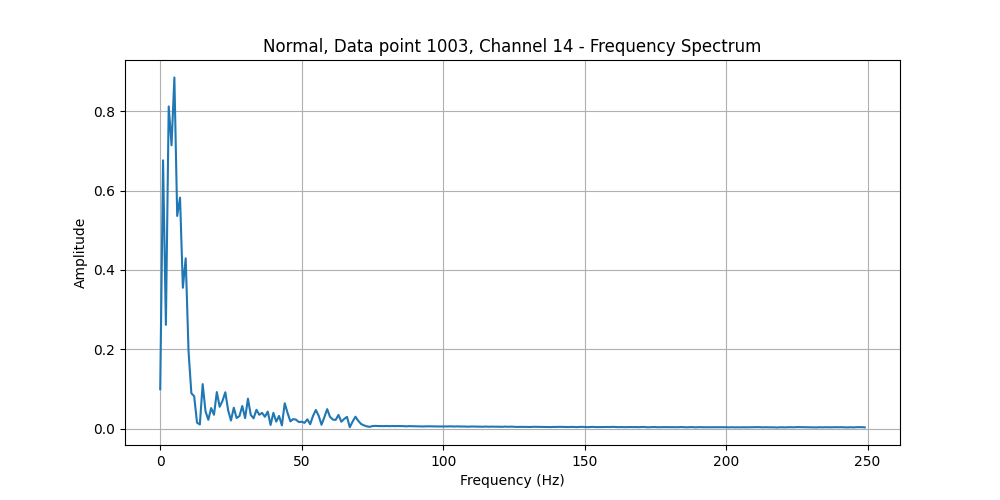 Normal, Data point 1003, Channel 14 - Frequency Spectrum
0.8
0.6
0.4
0.2
0.0
Amplitude
0 50 100 150 200 250
Frequency (Hz)